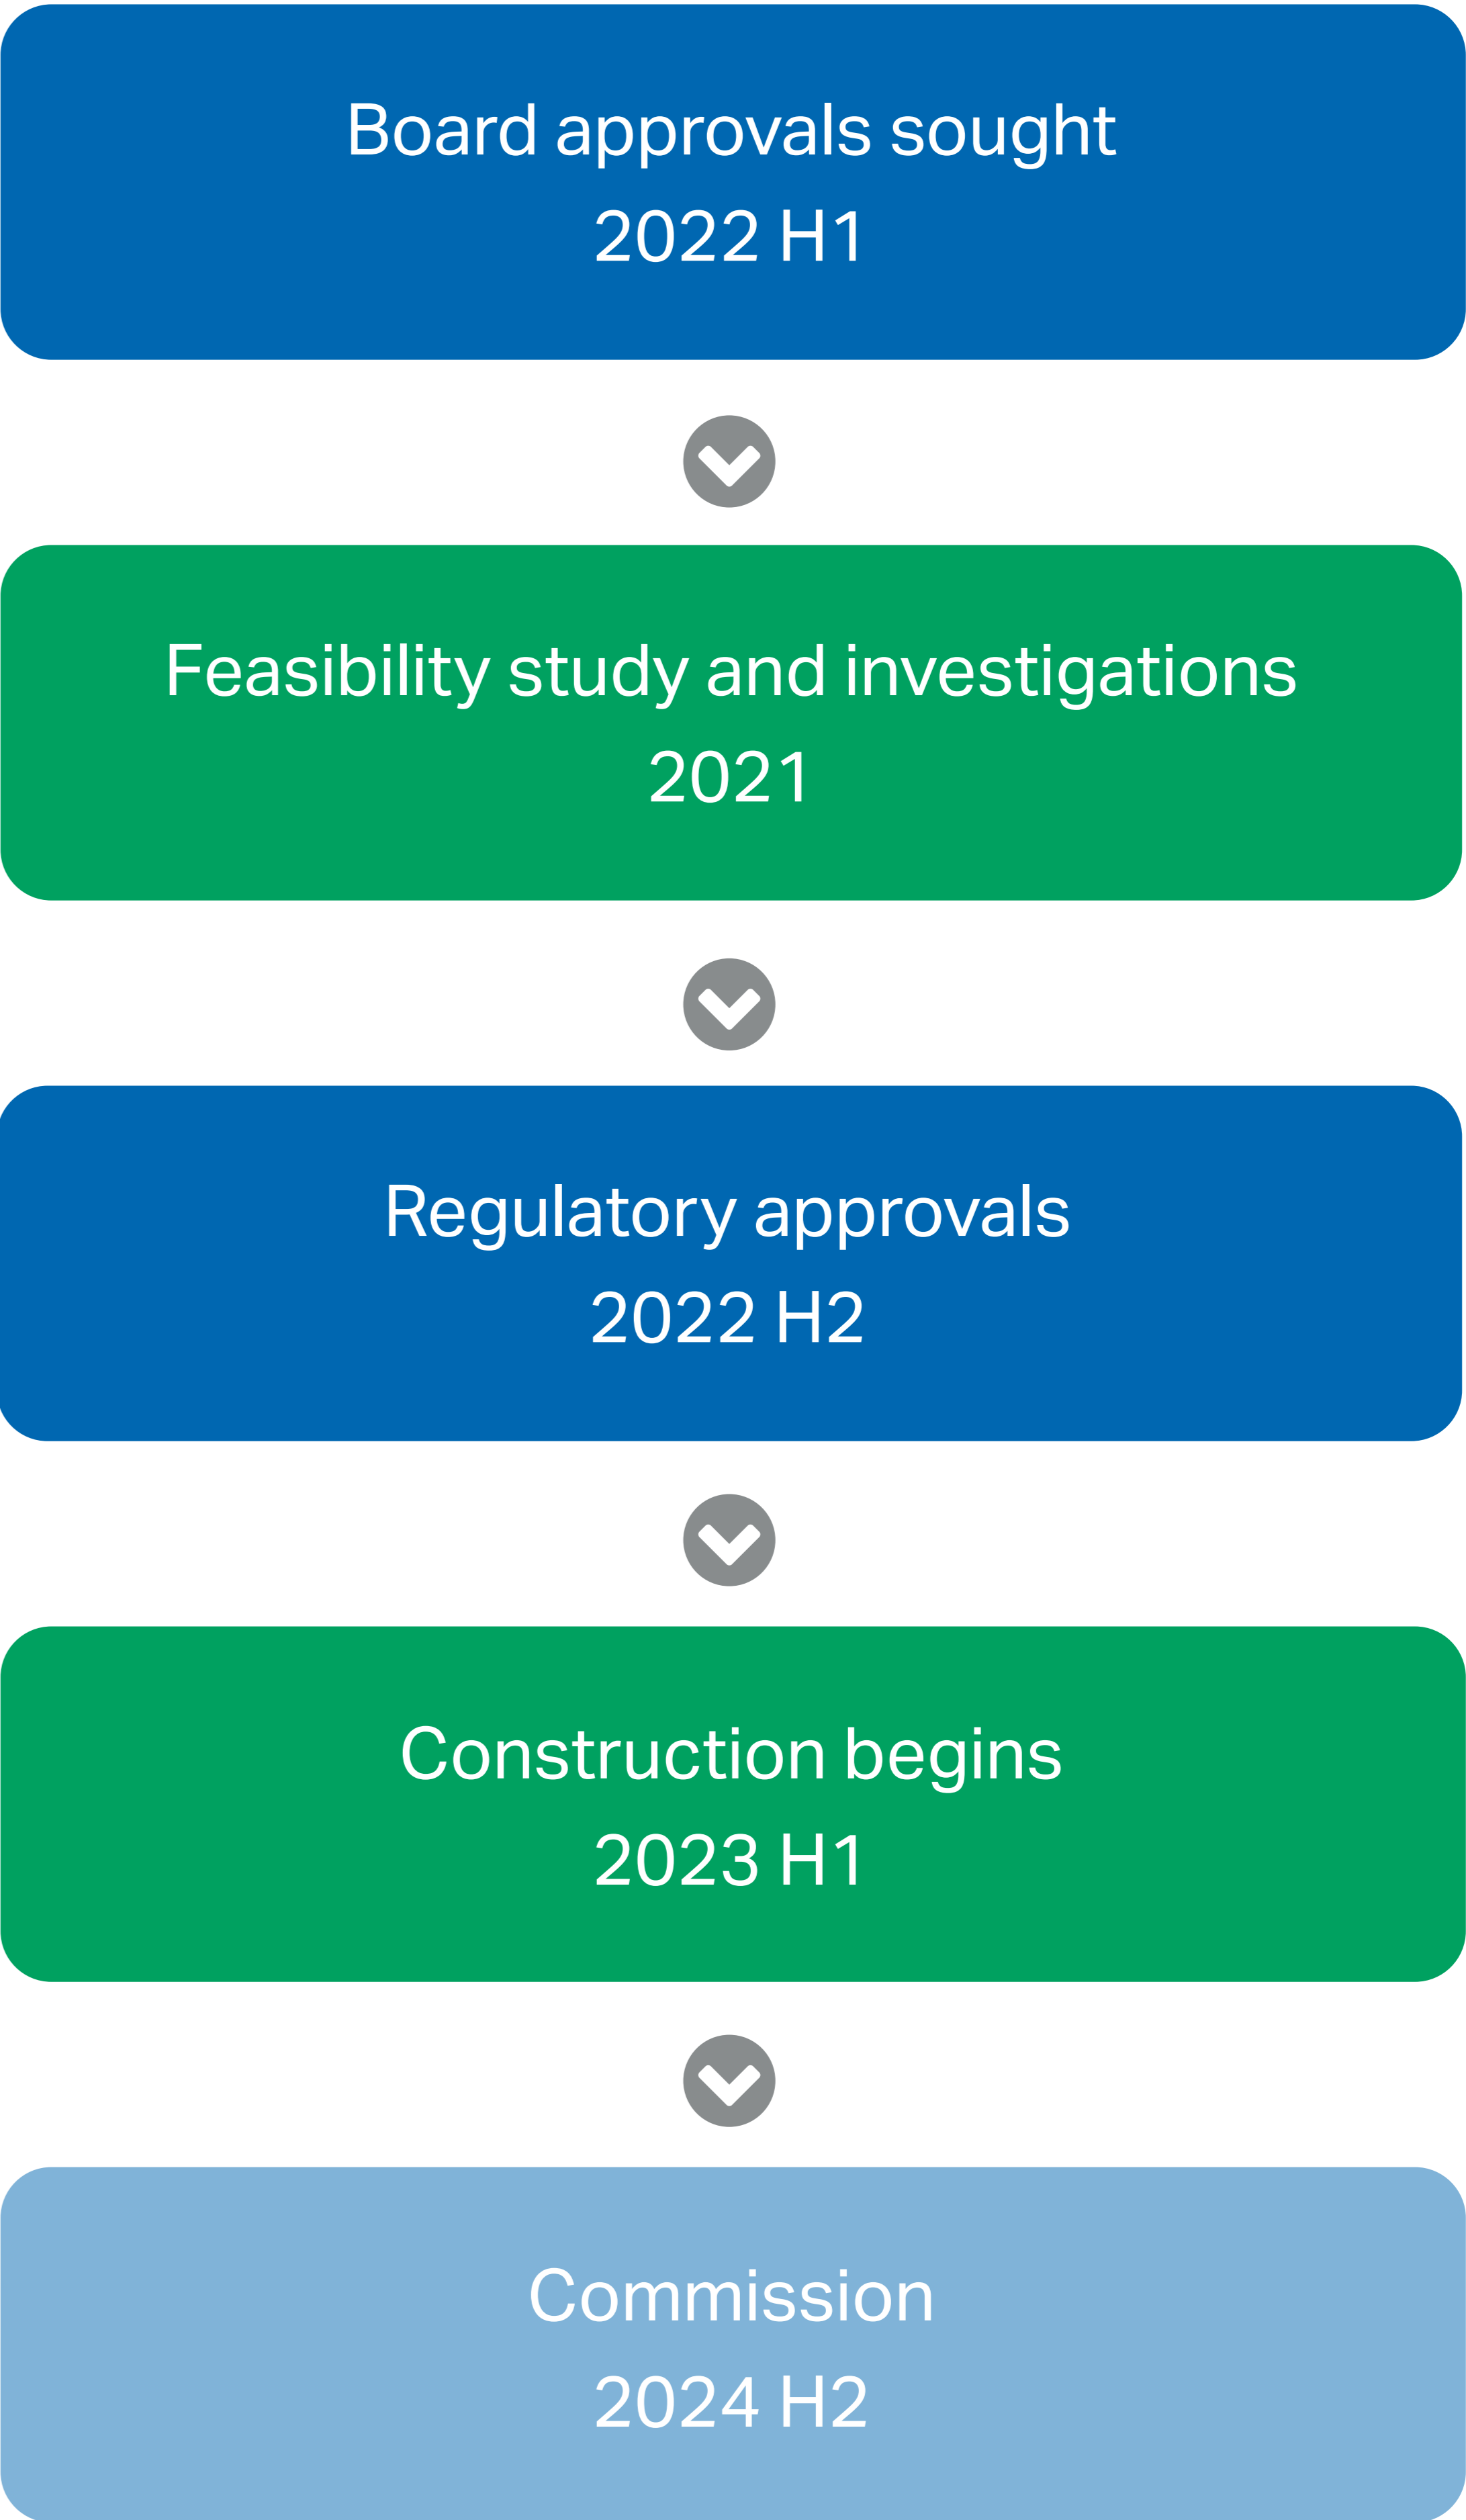 Board approvals sought
2022 H1
Feasibility study and investigations
2021
Regulatory approvals
2022 H2
Construction begins
2023 H1
Commission
2024 H2